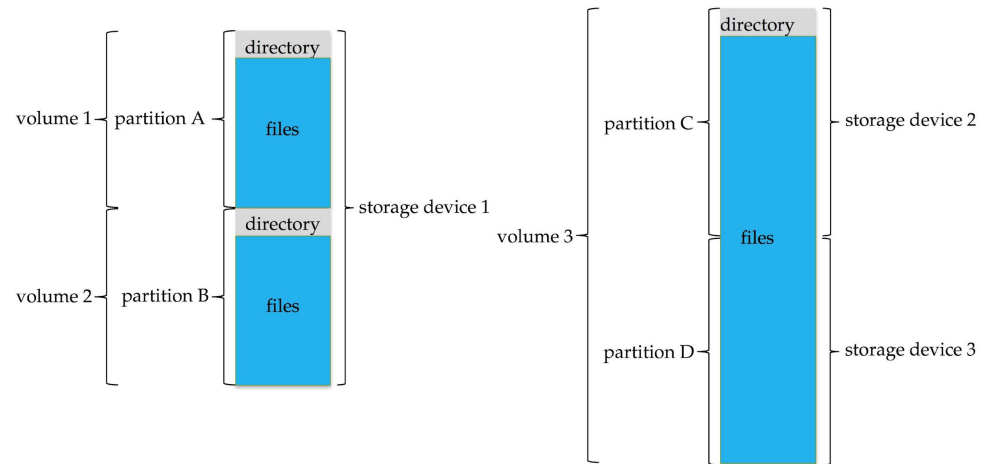 directory
volume 1
partition A
files
storage device 1
directory
volume 2
partition B
files
directory
partition C
storage device 2
volume 3
files
partition D
storage device 3